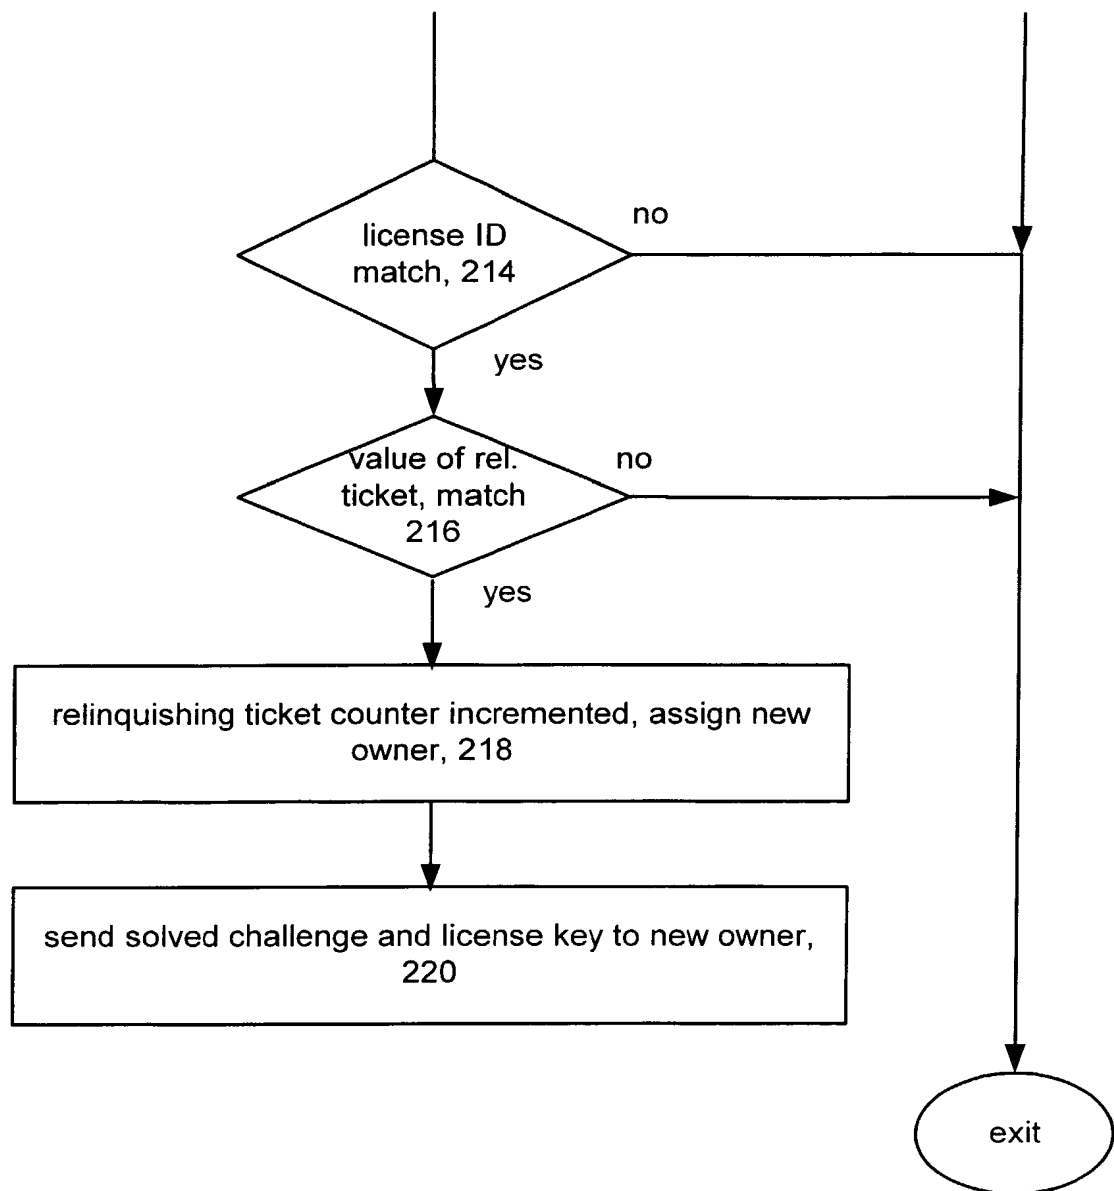 no
license ID
match, 214
yes
value of rel.
ticket, match
216
no
yes
relinquishing ticket counter incremented, assign new
owner, 218
send solved challenge and license key to new owner,
220
exit